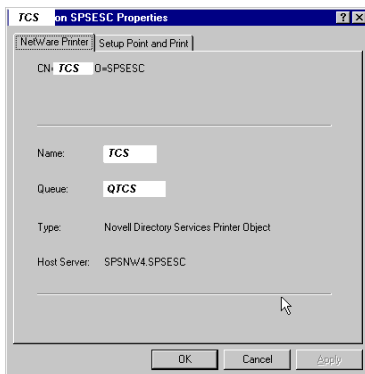 TCS on SPSESC Properties
NetWare Printer Setup Point and Print
CN= TCS O=SPSESC
Name: TCS
Queue: QTCS
Type: Novell Directory Services Printer Object
Host Server: SPSNW4.SPSESC
OK Cancel Apply